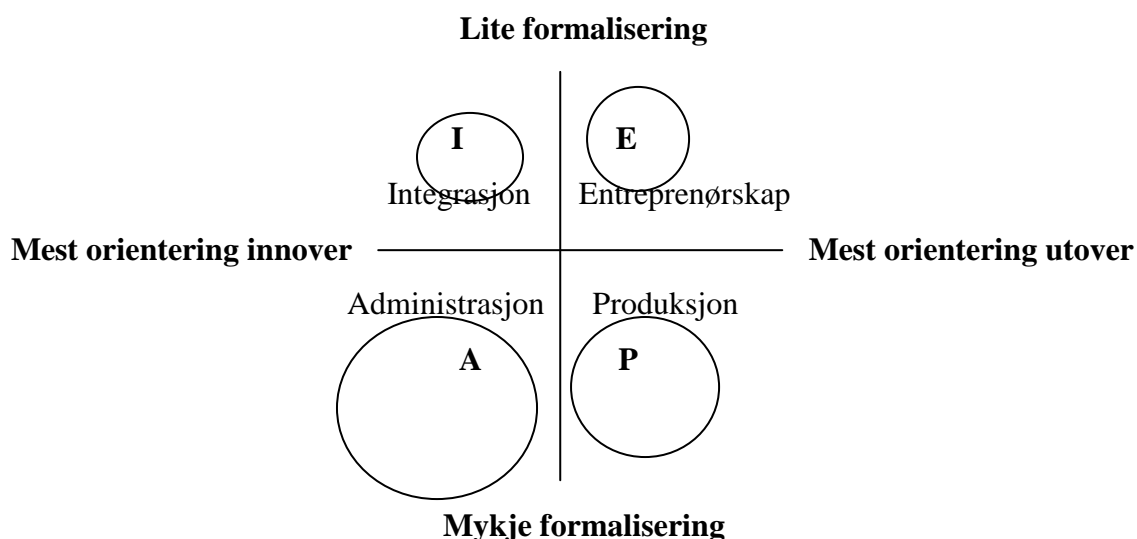 Lite formalisering
I E
Integrasjon Entreprenørskap
Mest orientering innover Mest orientering utover
Administrasjon Produksjon
A P
Mykje formalisering